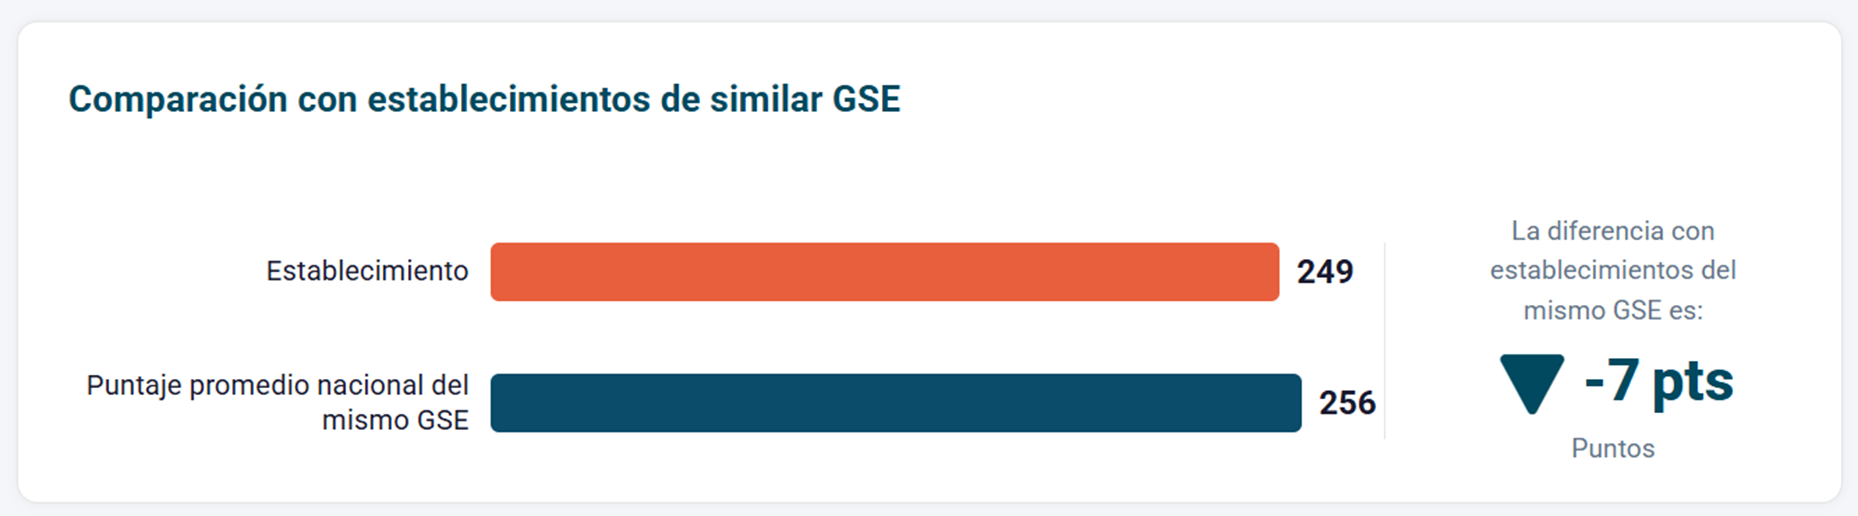 Comparación con establecimientos de similar GSE
Establecimiento
249
Puntaje promedio nacional del
mismo GSE
256
La diferencia con
establecimientos del
mismo GSE es:
-7 pts
Puntos